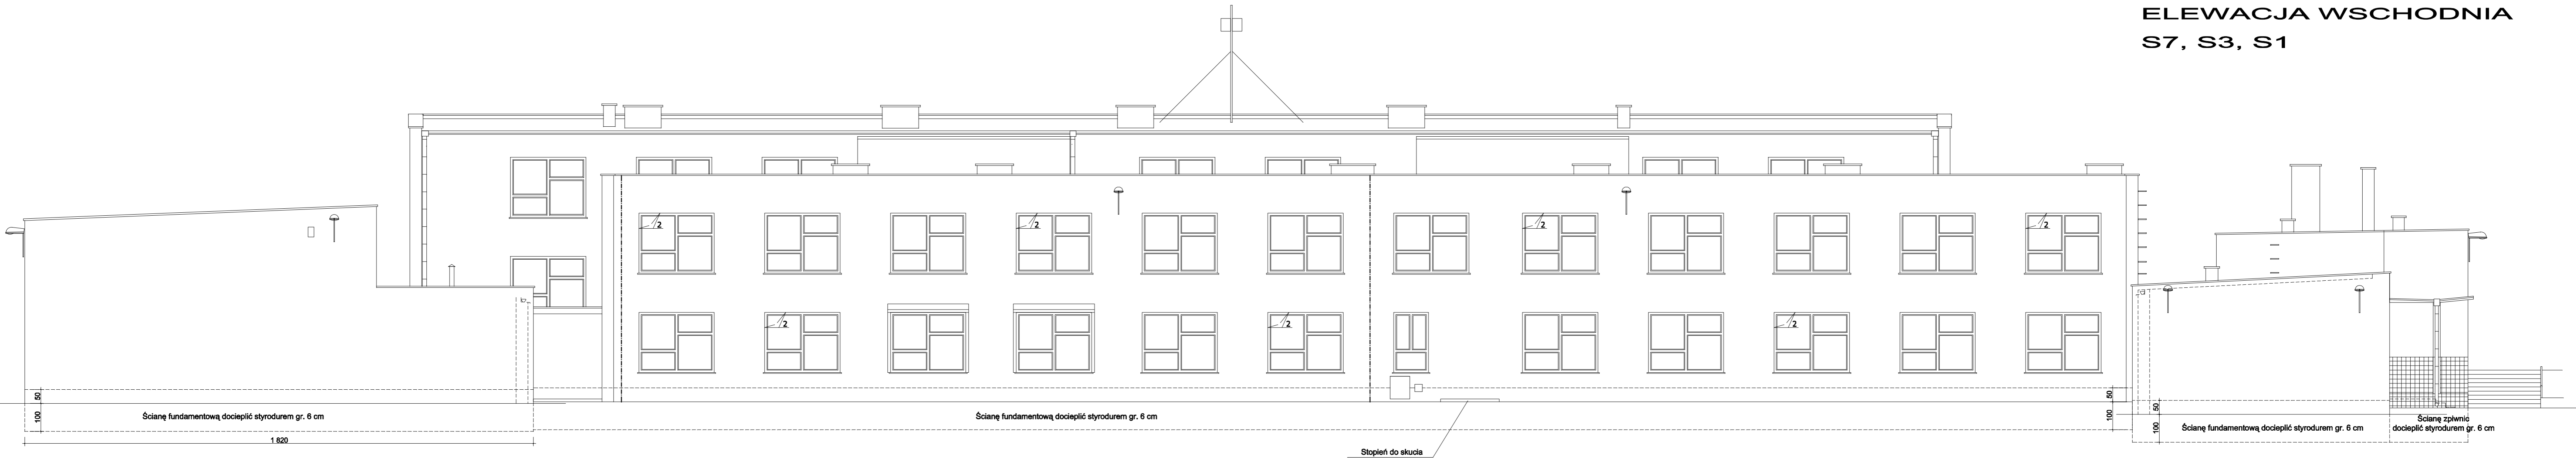 ELEWACJA WSCHODNIA
S7, S3, S1
2
2
2
2
2
2
2
50
100
Ścianę fundamentową docieplić styrodurem gr. 6 cm
1 820
Ścianę fundamentową docieplić styrodurem gr. 6 cm
Stopień do skucia
50
100
50
100
Ścianę fundamentową docieplić styrodurem gr. 6 cm
Ścianę zpiwnic
docieplić styrodurem gr. 6 cm